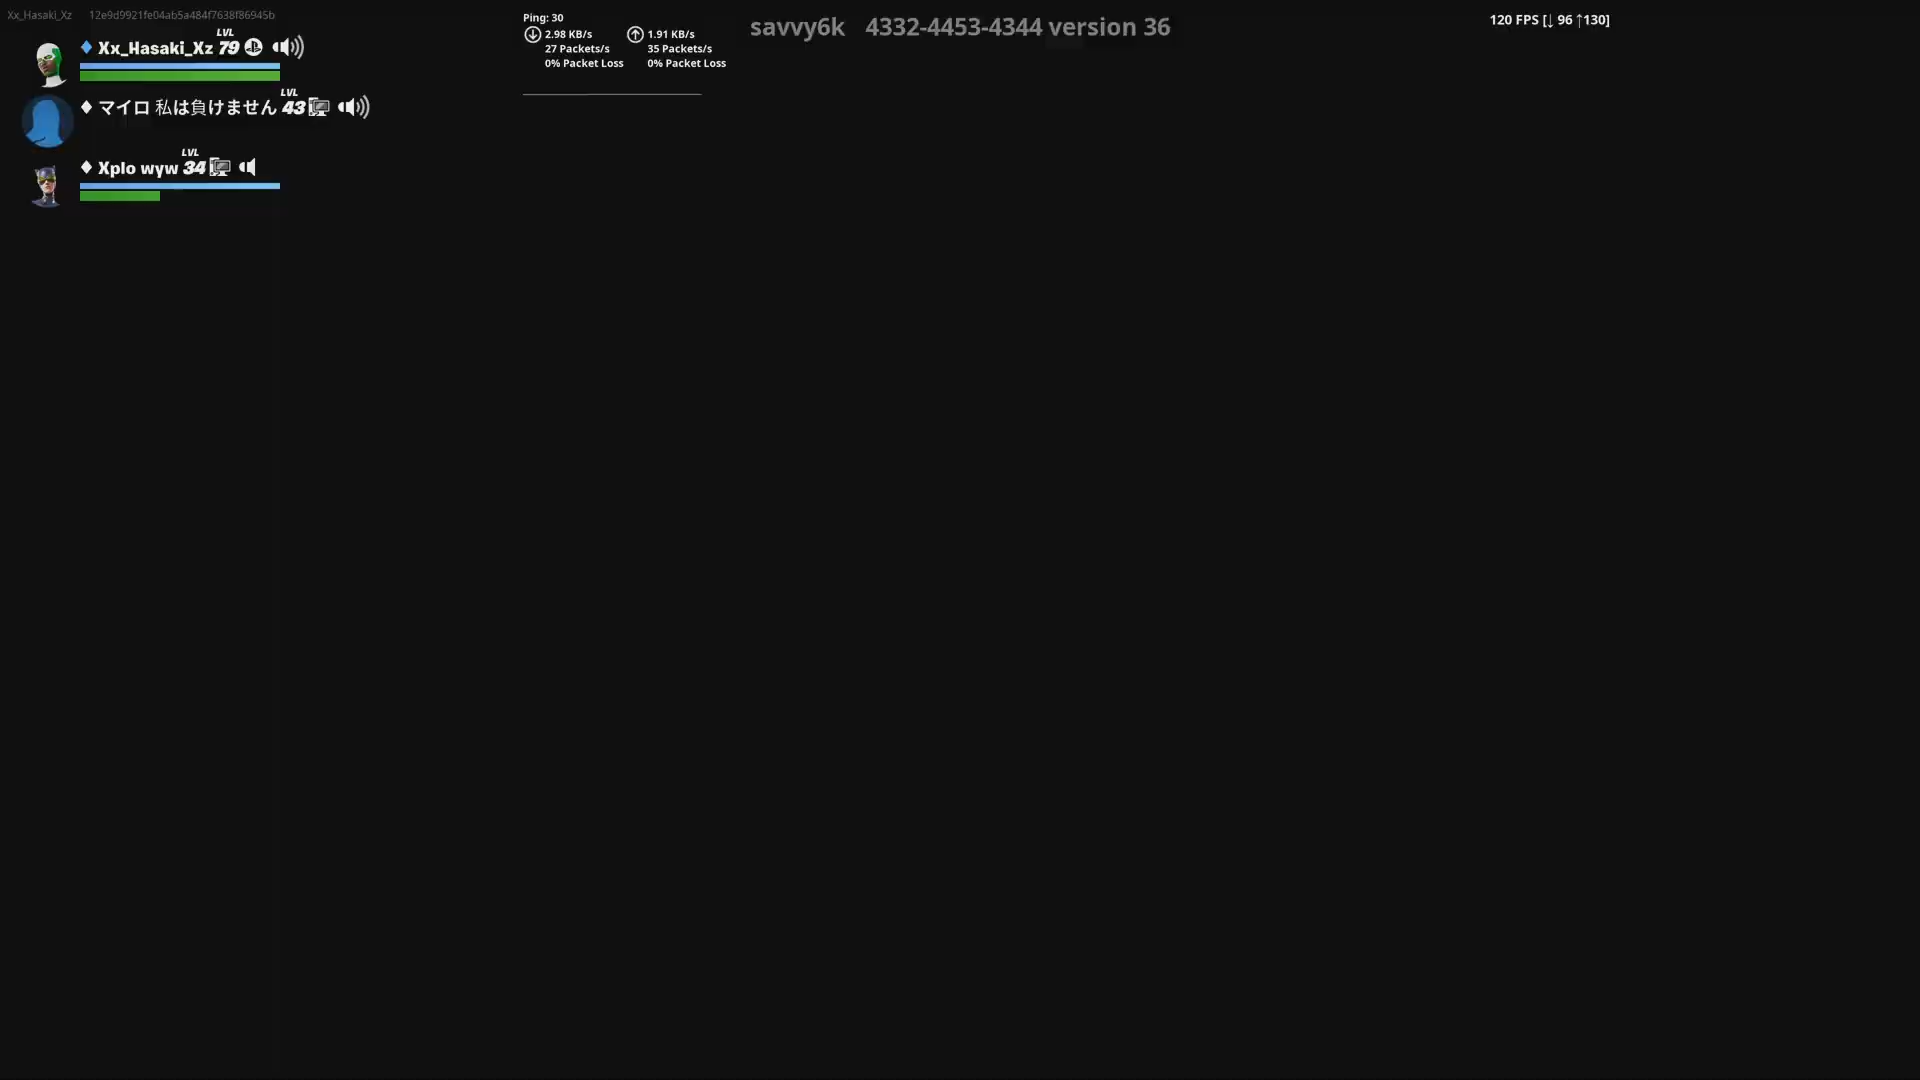 Xx_Hasaki_Xz 12e9d9921fe04ab5a484f7638f86945b
LVL
Xx_Hasaki_Xz 79
LVL
マイロ 私は負けません 43
LVL
Xplo wyw 34
Ping: 30
2.98 KB/s 1.91 KB/s
27 Packets/s 35 Packets/s
0% Packet Loss 0% Packet Loss
savvy6k 4332-4453-4344 version 36
120 FPS [↓ 96 ↑130]